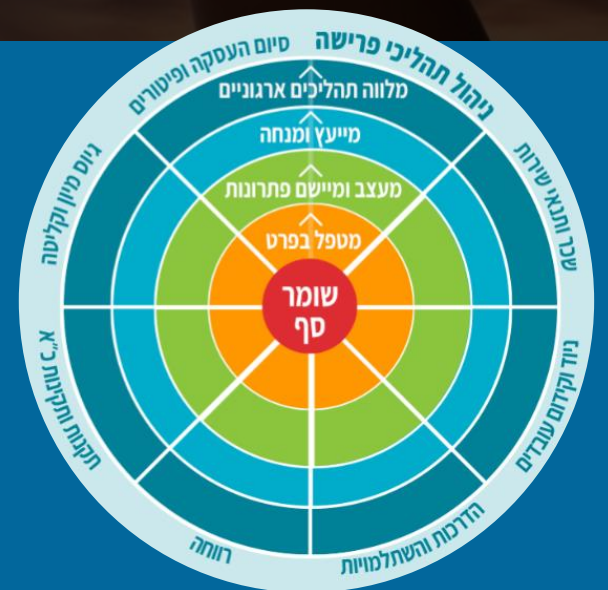 סיום העסקה ופיטורים
ניהול תהליכי פרישה
שכר ותנאי שירות
ניוד וקידום עובדים
הדרכות והשתלמויות
רווחה
תקנות ותקינות כ"א
גיוס מיון וקליטה
מלווה תהליכים ארגוניים
מייעץ ומנחה
מעצב ומיישם פתרונות
מטפל בפרט
שומר
סף